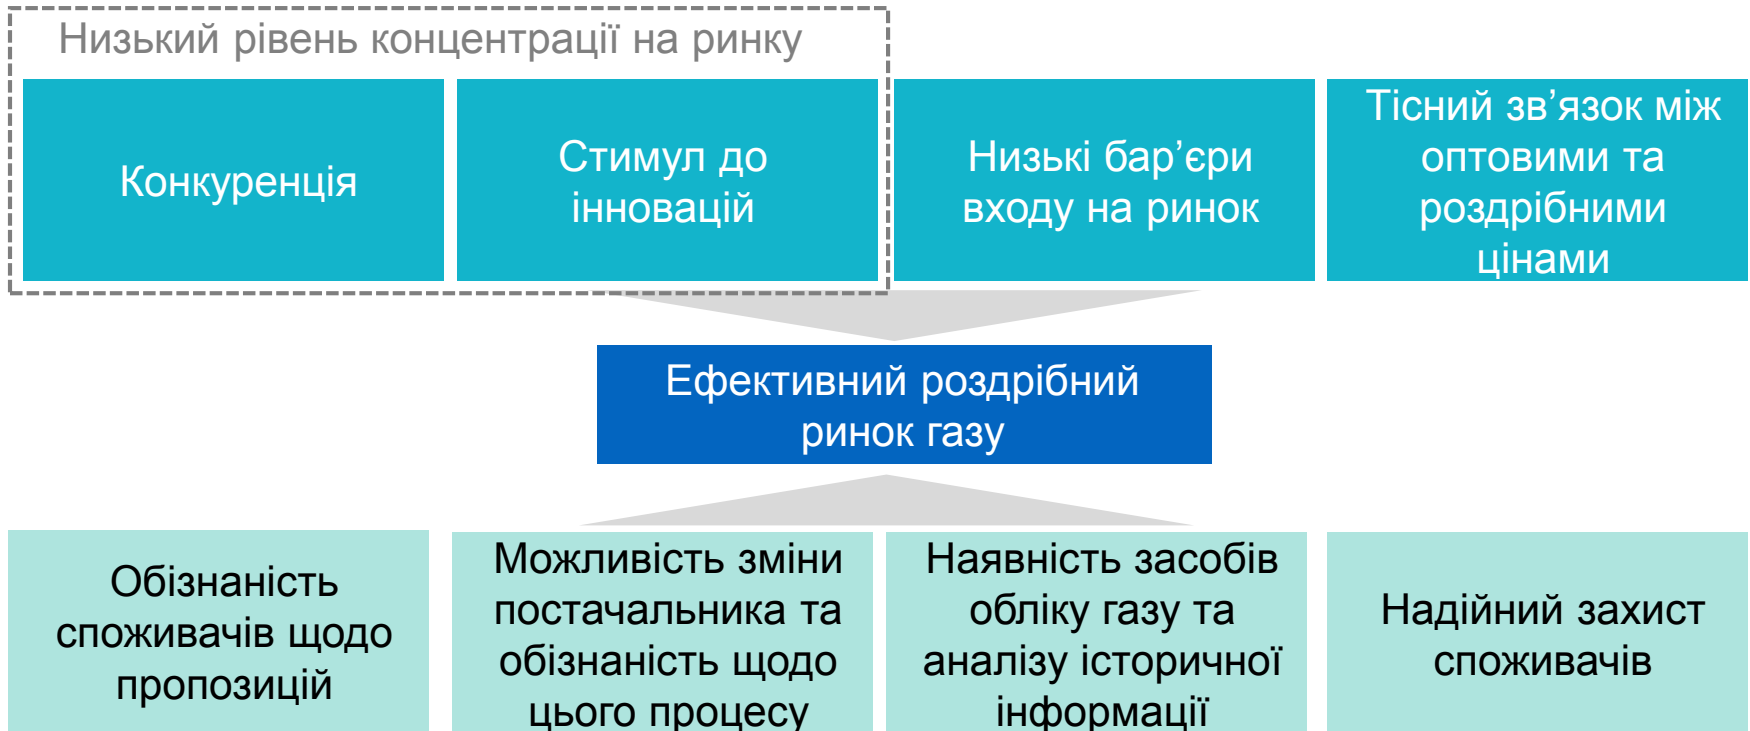 Низький рівень концентрації на ринку
Конкуренція
Стимул до
інновацій
Низькі бар’єри
входу на ринок
Тісний зв’язок між
оптовими та
роздрібними
цінами
Ефективний роздрібний
ринок газу
Обізнаність
споживачів щодо
пропозицій
Можливість зміни
постачальника та
обізнаність щодо
цього процесу
Наявність засобів
обліку газу та
аналізу історичної
інформації
Надійний захист
споживачів